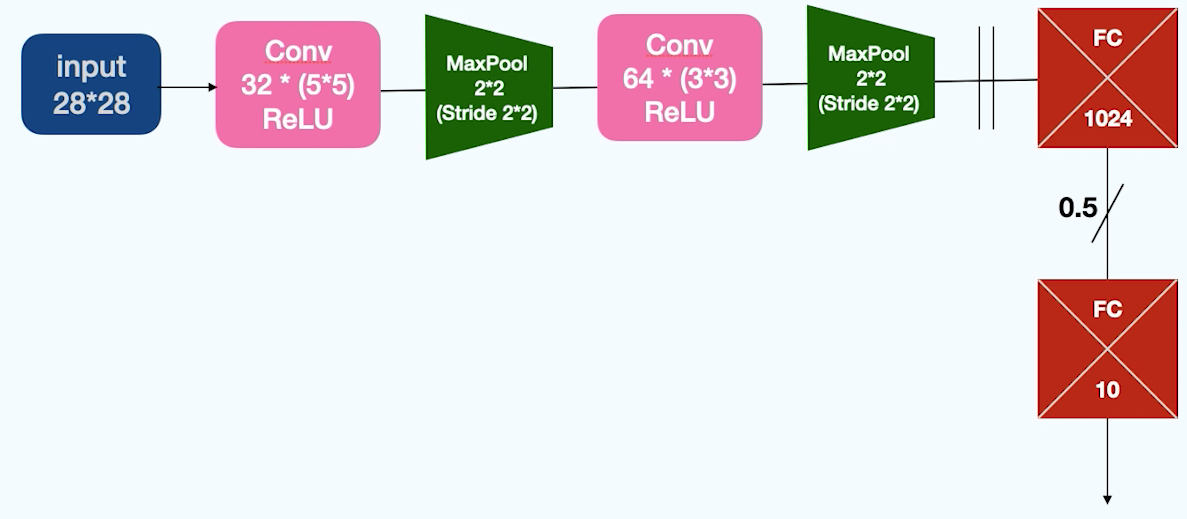 input
28*28
Conv
32 * (5*5)
ReLU
MaxPool
2*2
(Stride 2*2)
Conv
64 * (3*3)
ReLU
MaxPool
2*2
(Stride 2*2)
FC
1024
0.5
FC
10